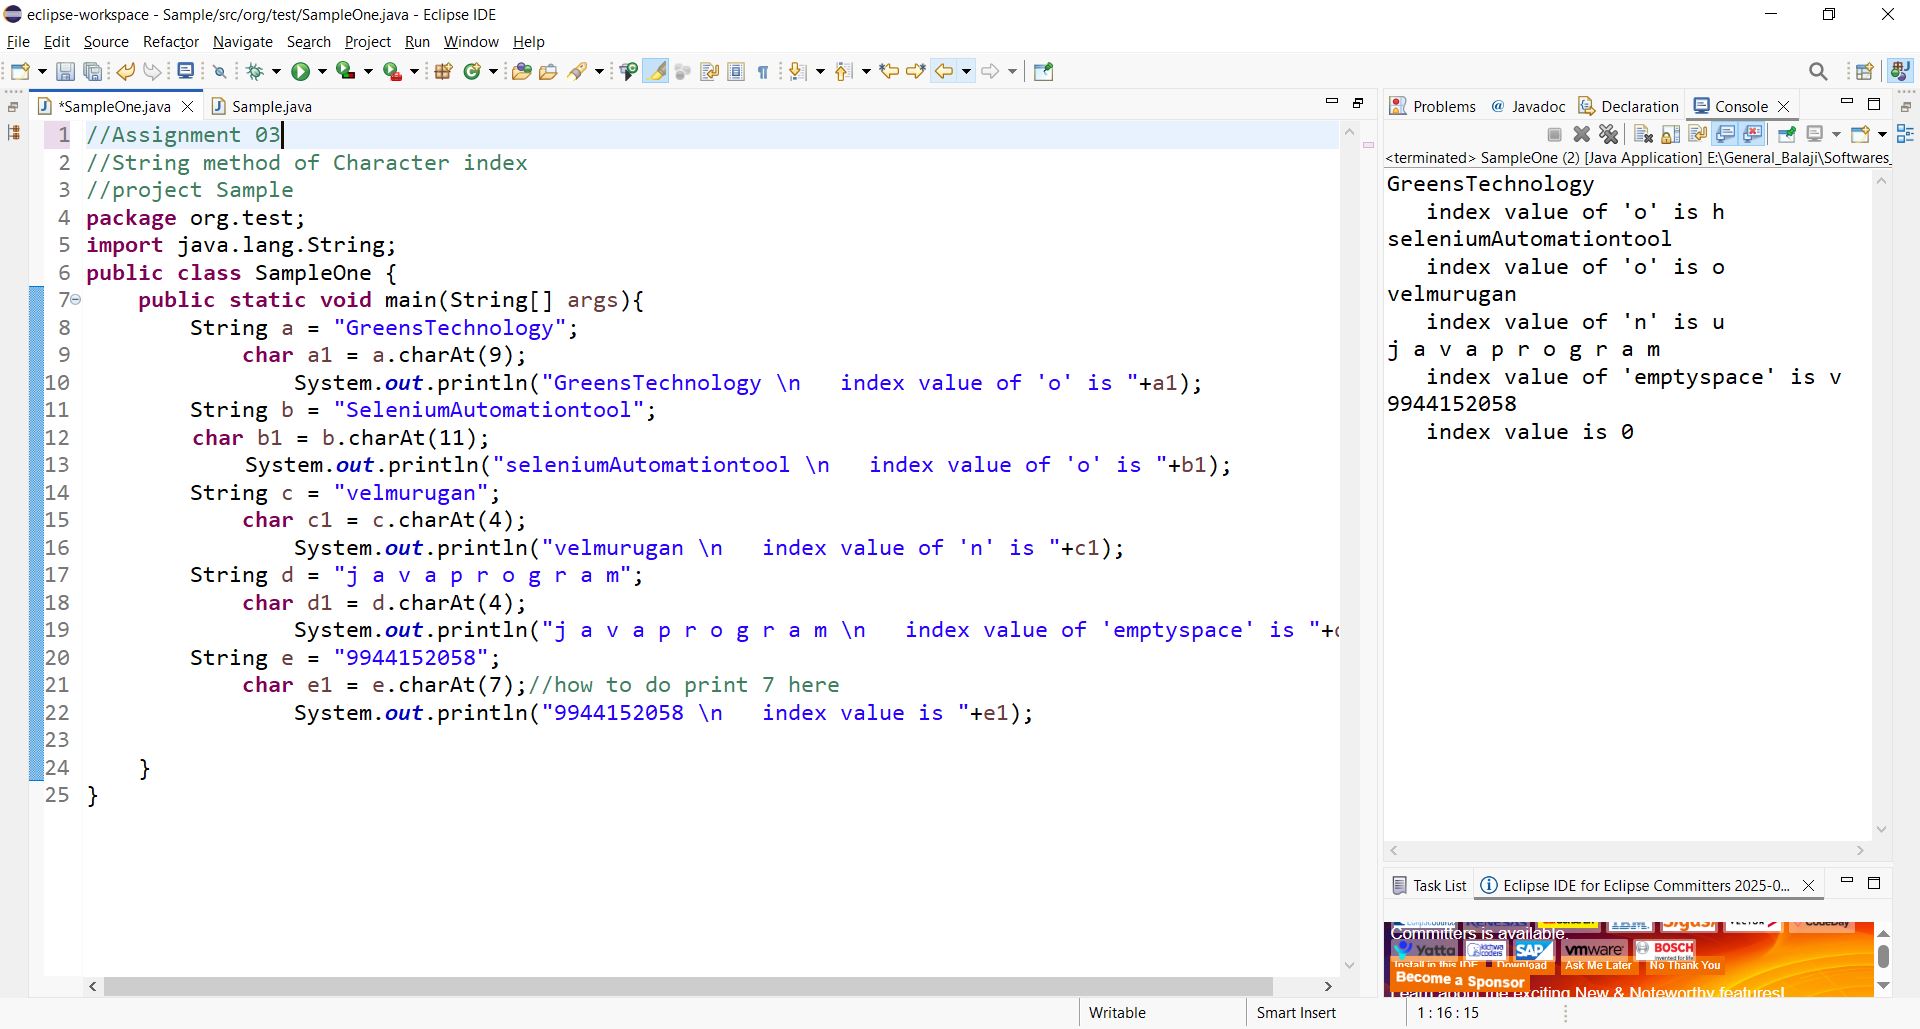 eclipse-workspace - Sample/src/org/test/SampleOne.java - Eclipse IDE
File Edit Source Refactor Navigate Search Project Run Window Help
*SampleOne.java Sample.java
1 //Assignment 03
2 //String method of Character index
3 //project Sample
4 package org.test;
5 import java.lang.String;
6 public class SampleOne {
7 public static void main(String[] args){
8 String a = "GreensTechnology";
9 char a1 = a.charAt(9);
10 System.out.println("GreensTechnology \n   index value of 'o' is "+a1);
11 String b = "SeleniumAutomationtool";
12 char b1 = b.charAt(11);
13 System.out.println("seleniumAutomationtool \n   index value of 'o' is "+b1);
14 String c = "velmurugan";
15 char c1 = c.charAt(4);
16 System.out.println("velmurugan \n   index value of 'n' is "+c1);
17 String d = "j a v a p r o g r a m";
18 char d1 = d.charAt(4);
19 System.out.println("j a v a p r o g r a m \n   index value of 'emptyspace' is "+
20 String e = "9944152058";
21 char e1 = e.charAt(7);//how to do print 7 here
22 System.out.println("9944152058 \n   index value is "+e1);
23
24 }
25 }
Problems @ Javadoc Declaration Console
<terminated> SampleOne (2) [Java Application] E:\General_Balaji\Softwares_
GreensTechnology
index value of 'o' is h
seleniumAutomationtool
index value of 'o' is o
velmurugan
index value of 'n' is u
j a v a p r o g r a m
index value of 'emptyspace' is v
9944152058
index value is 0
Task List Eclipse IDE for Eclipse Committers 2025-0...
IBM
Committers is available.
Yatta SAP vmware BOSCH
Install in this IDE Download Ask Me Later No Thank You
Become a Sponsor
Learn about the exciting New & Noteworthy features!
Writable Smart Insert 1 : 16 : 15